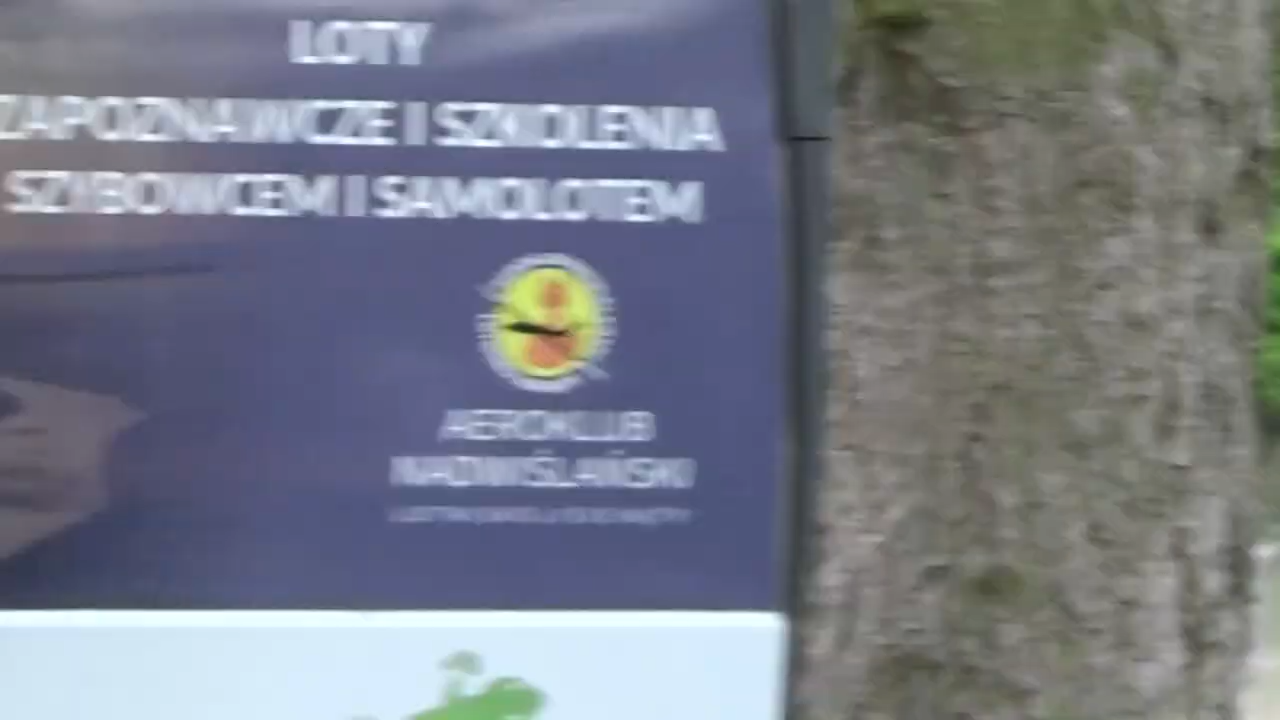 LOTY
ZAPOZNAWCZE I SZKOLENIA
SZYBOWCEM I SAMOLOTEM
AEROKLUB
NADWIŚLAŃSKI